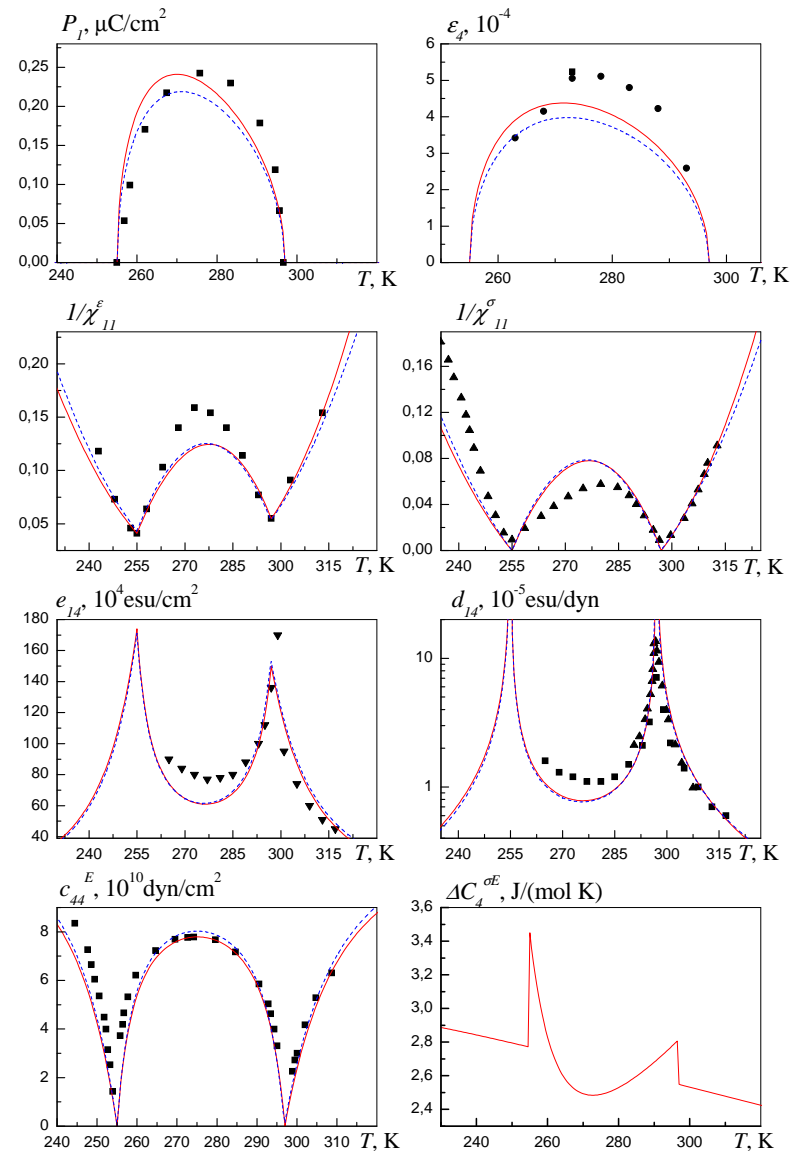 P₁, μC/cm²
0,25
0,20
0,15
0,10
0,05
0,00
240 260 280 300
T, K
ε₄, 10⁻⁴
6
5
4
3
2
1
0
260 280 300
T, K
1/χ₁₁^ε
0,20
0,15
0,10
0,05
240 255 270 285 300 315
T, K
1/χ₁₁^σ
0,16
0,12
0,08
0,04
0,00
240 255 270 285 300 315
T, K
e₁₄, 10⁴esu/cm²
180
160
140
120
100
80
60
40
240 255 270 285 300 315
T, K
d₁₄, 10⁻⁵esu/dyn
10
1
240 255 270 285 300 315
T, K
c₄₄^E, 10¹⁰dyn/cm²
8
6
4
2
0
240 250 260 270 280 290 300 310
T, K
ΔC₄^σE, J/(mol K)
3,6
3,4
3,2
3,0
2,8
2,6
2,4
240 260 280 300 320
T, K